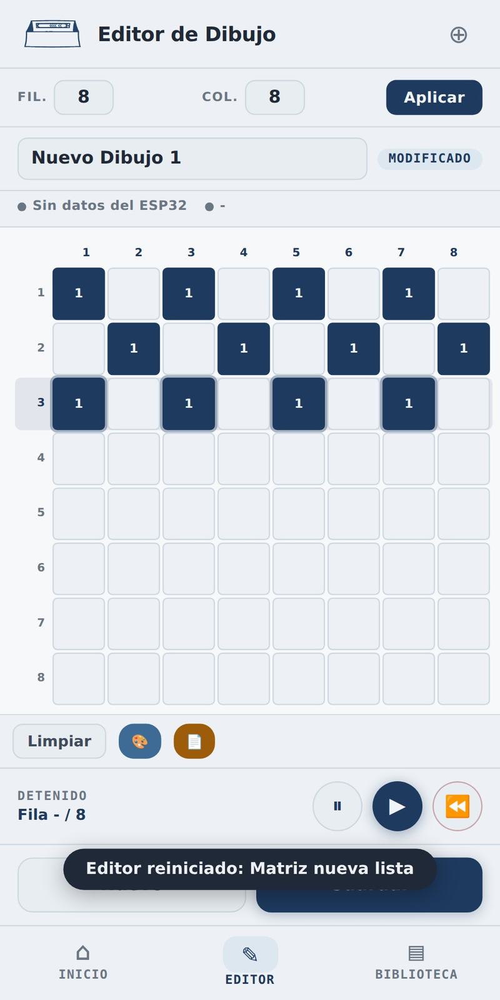 Editor de Dibujo
FIL. 8 COL. 8 Aplicar
Nuevo Dibujo 1 MODIFICADO
Sin datos del ESP32 -
1 2 3 4 5 6 7 8
1 1 1 1 1
2 1 1 1 1
3 1 1 1 1
4
5
6
7
8
Limpiar
DETENIDO
Fila - / 8
Editor reiniciado: Matriz nueva lista
INICIO EDITOR BIBLIOTECA